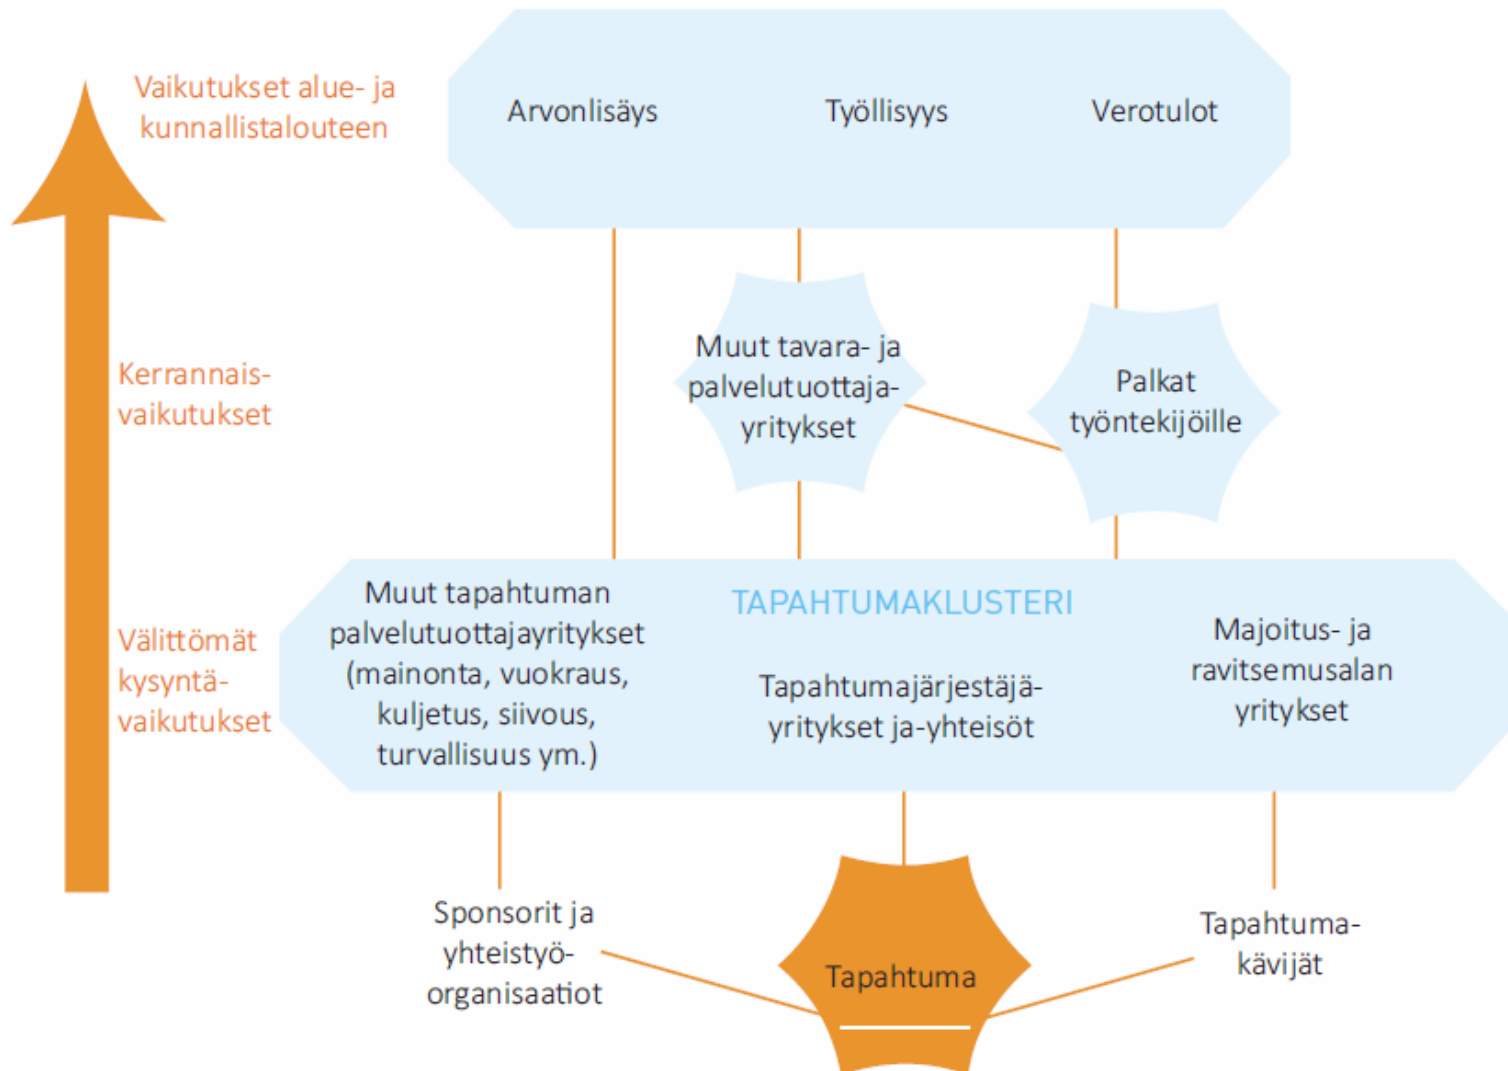 Vaikutukset alue- ja
kunnallistalouteen
Arvonlisäys
Työllisyys
Verotulot
Kerrannais-
vaikutukset
Muut tavara- ja
palvelutuottaja-
yritykset
Palkat
työntekijöille
Välittömät
kysyntä-
vaikutukset
Muut tapahtuman
palvelutuottajayritykset
(mainonta, vuokraus,
kuljetus, siivous,
turvallisuus ym.)
TAPAHTUMAKLUSTERI
Tapahtumajärjestäjä-
yritykset ja-yhteisöt
Majoitus- ja
ravitsemusalan
yritykset
Sponsorit ja
yhteistyö-
organisaatiot
Tapahtuma
Tapahtuma-
kävijät